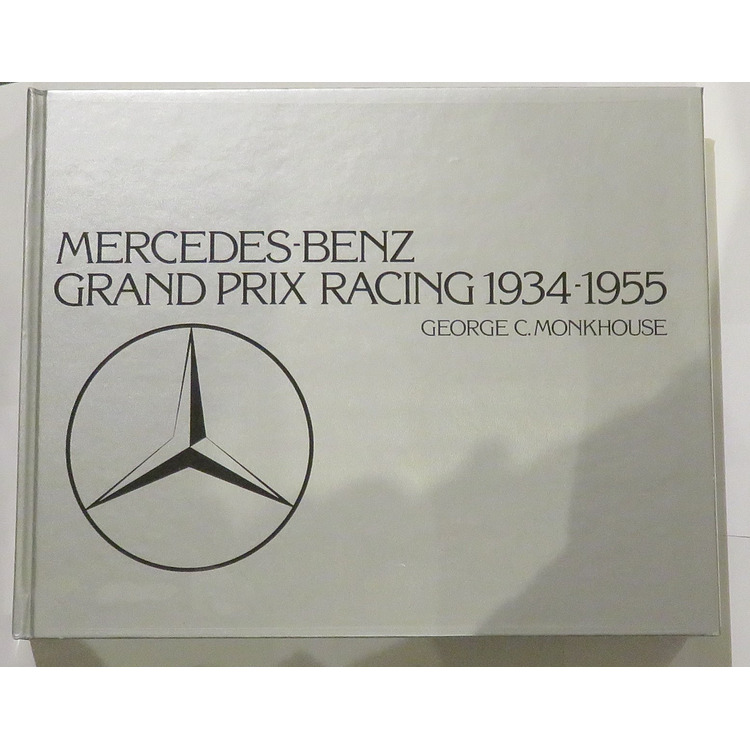 MERCEDES-BENZ
GRAND PRIX RACING 1934-1955
GEORGE C. MONKHOUSE